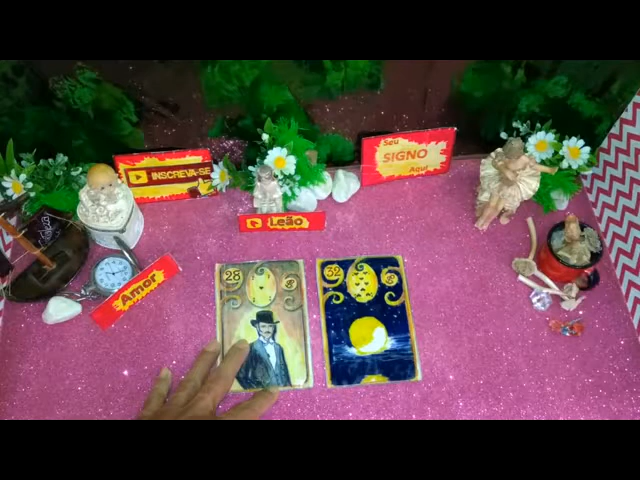 INSCREVA-SE
Seu
SIGNO
Aqui
Leão
Amor
28
32